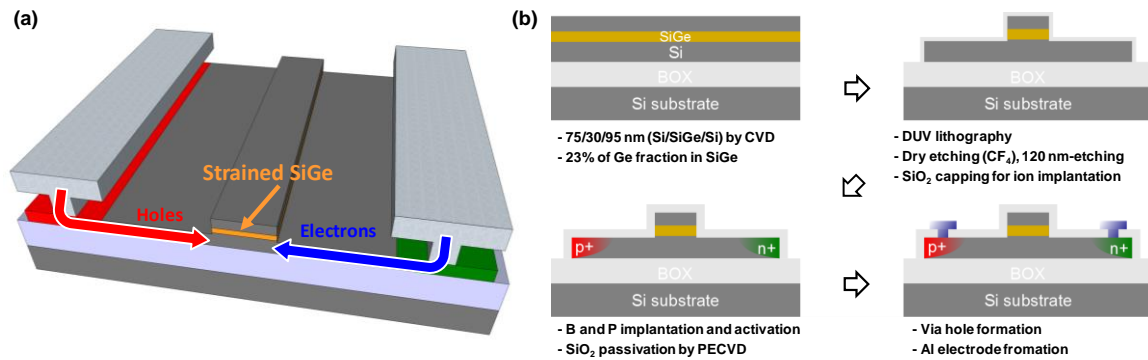 (a)
Strained SiGe
Holes
Electrons
(b)
SiGe
Si
BOX
Si substrate
- 75/30/95 nm (Si/SiGe/Si) by CVD
- 23% of Ge fraction in SiGe
BOX
Si substrate
- DUV lithography
- Dry etching (CF₄), 120 nm-etching
- SiO₂ capping for ion implantation
p+
n+
BOX
Si substrate
- B and P implantation and activation
- SiO₂ passivation by PECVD
p+
n+
BOX
Si substrate
- Via hole formation
- Al electrode fromation